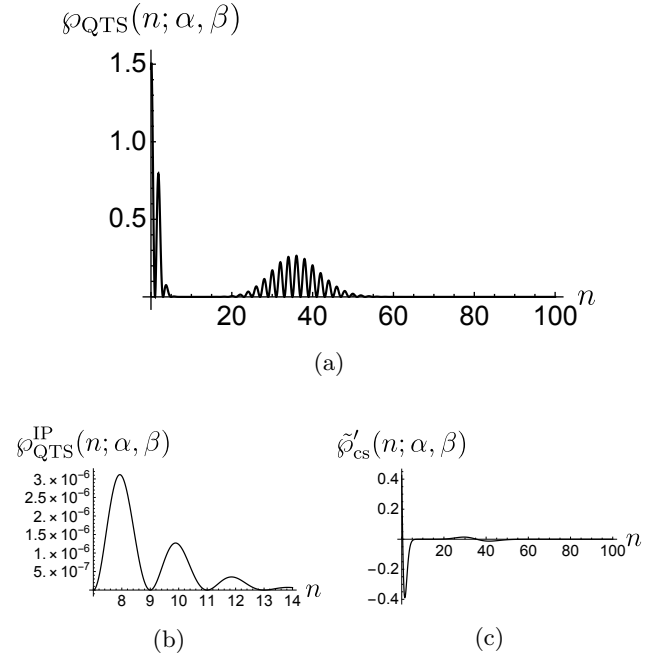 ℘QTS(n; α, β)
1.5
1.0
0.5
20 40 60 80 100 n
(a)
℘^IP_QTS(n; α, β)
3. × 10⁻⁶
2.5 × 10⁻⁶
2. × 10⁻⁶
1.5 × 10⁻⁶
1. × 10⁻⁶
5. × 10⁻⁷
8 9 10 11 12 13 14 n
(b)
℘̃′cs(n; α, β)
0.4
0.2
20 40 60 80 100 n
−0.2
−0.4
(c)